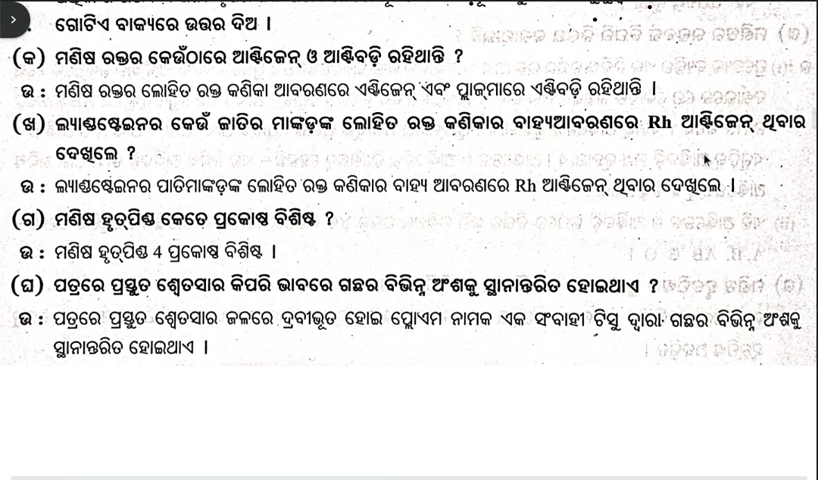 ଗୋଟିଏ ବାକ୍ୟରେ ଉତ୍ତର ଦିଅ ।
(କ) ମଣିଷ ରକ୍ତର କେଉଁଠାରେ ଆଣ୍ଟିଜେନ୍ ଓ ଆଣ୍ଟିବଡ଼ି ରହିଥାନ୍ତି ?
ଉ : ମଣିଷ ରକ୍ତର ଲୋହିତ ରକ୍ତ କଣିକା ଆବରଣରେ ଏଣ୍ଟିଜେନ୍ ଏବଂ ପ୍ଲାଜ୍‌ମାରେ ଏଣ୍ଟିବଡ଼ି ରହିଥାନ୍ତି ।
(ଖ) ଲ୍ୟାଣ୍ଡଷ୍ଟେଇନର କେଉଁ ଜାତିର ମାଙ୍କଡ଼ଙ୍କ ଲୋହିତ ରକ୍ତ କଣିକାର ବାହ୍ୟଆବରଣରେ Rh ଆଣ୍ଟିଜେନ୍ ଥିବାର
ଦେଖିଲେ ?
ଉ : ଲ୍ୟାଣ୍ଡଷ୍ଟେଇନର ପାତିମାଙ୍କଡ଼ଙ୍କ ଲୋହିତ ରକ୍ତ କଣିକାର ବାହ୍ୟ ଆବରଣରେ Rh ଆଣ୍ଟିଜେନ୍ ଥିବାର ଦେଖିଲେ ।
(ଗ) ମଣିଷ ହୃତ୍‌ପିଣ୍ଡ କେତେ ପ୍ରକୋଷ୍ଠ ବିଶିଷ୍ଟ ?
ଉ : ମଣିଷ ହୃତ୍‌ପିଣ୍ଡ 4 ପ୍ରକୋଷ୍ଠ ବିଶିଷ୍ଟ ।
(ଘ) ପତ୍ରରେ ପ୍ରସ୍ତୁତ ଶ୍ୱେତସାର କିପରି ଭାବରେ ଗଛର ବିଭିନ୍ନ ଅଂଶକୁ ସ୍ଥାନାନ୍ତରିତ ହୋଇଥାଏ ?
ଉ : ପତ୍ରରେ ପ୍ରସ୍ତୁତ ଶ୍ୱେତସାର ଜଳରେ ଦ୍ରବୀଭୂତ ହୋଇ ପ୍ଲୋଏମ ନାମକ ଏକ ସଂବାହୀ ଟିସୁ ଦ୍ୱାରା ଗଛର ବିଭିନ୍ନ ଅଂଶକୁ
ସ୍ଥାନାନ୍ତରିତ ହୋଇଥାଏ ।